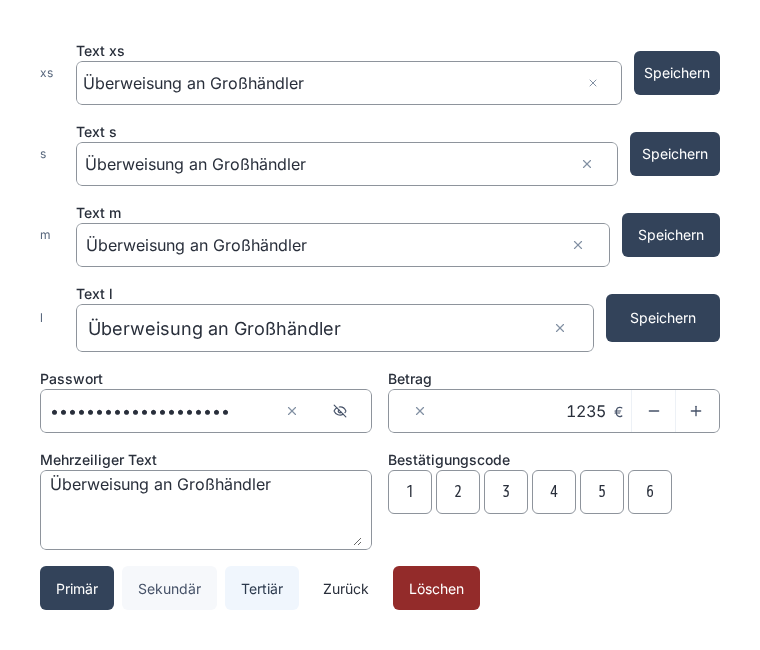 Text xs
xs
Überweisung an Großhändler
Speichern
Text s
s
Überweisung an Großhändler
Speichern
Text m
m
Überweisung an Großhändler
Speichern
Text l
l
Überweisung an Großhändler
Speichern
Passwort
Betrag
1235 €
Mehrzeiliger Text
Überweisung an Großhändler
Bestätigungscode
1 2 3 4 5 6
Primär Sekundär Tertiär Zurück Löschen